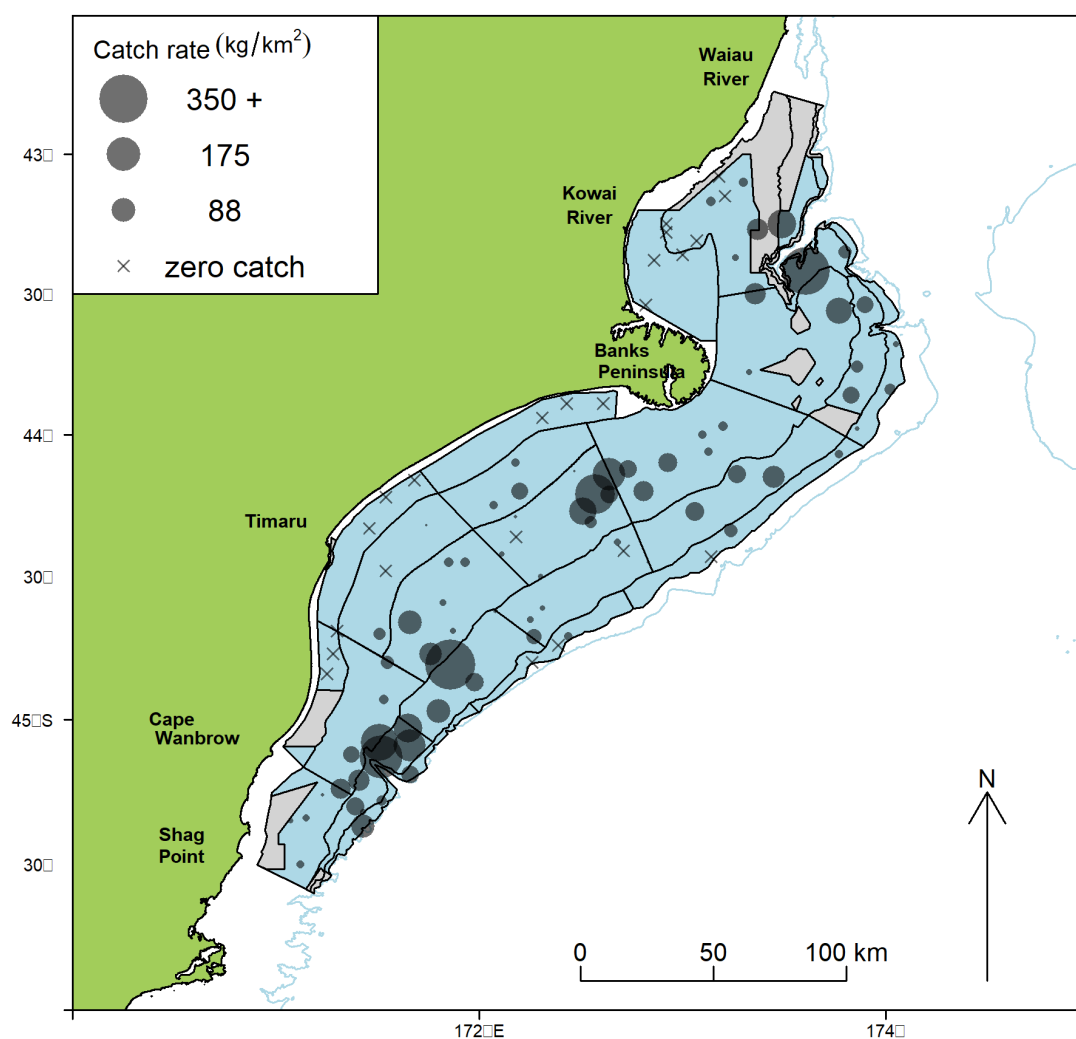 Catch rate (kg/km²)
350 +
175
88
zero catch
Waiau
River
43□
Kowai
River
30□
Banks
Peninsula
44□
Timaru
30□
45□S
Cape
Wanbrow
N
Shag
Point
30□
0 50 100 km
172□E 174□